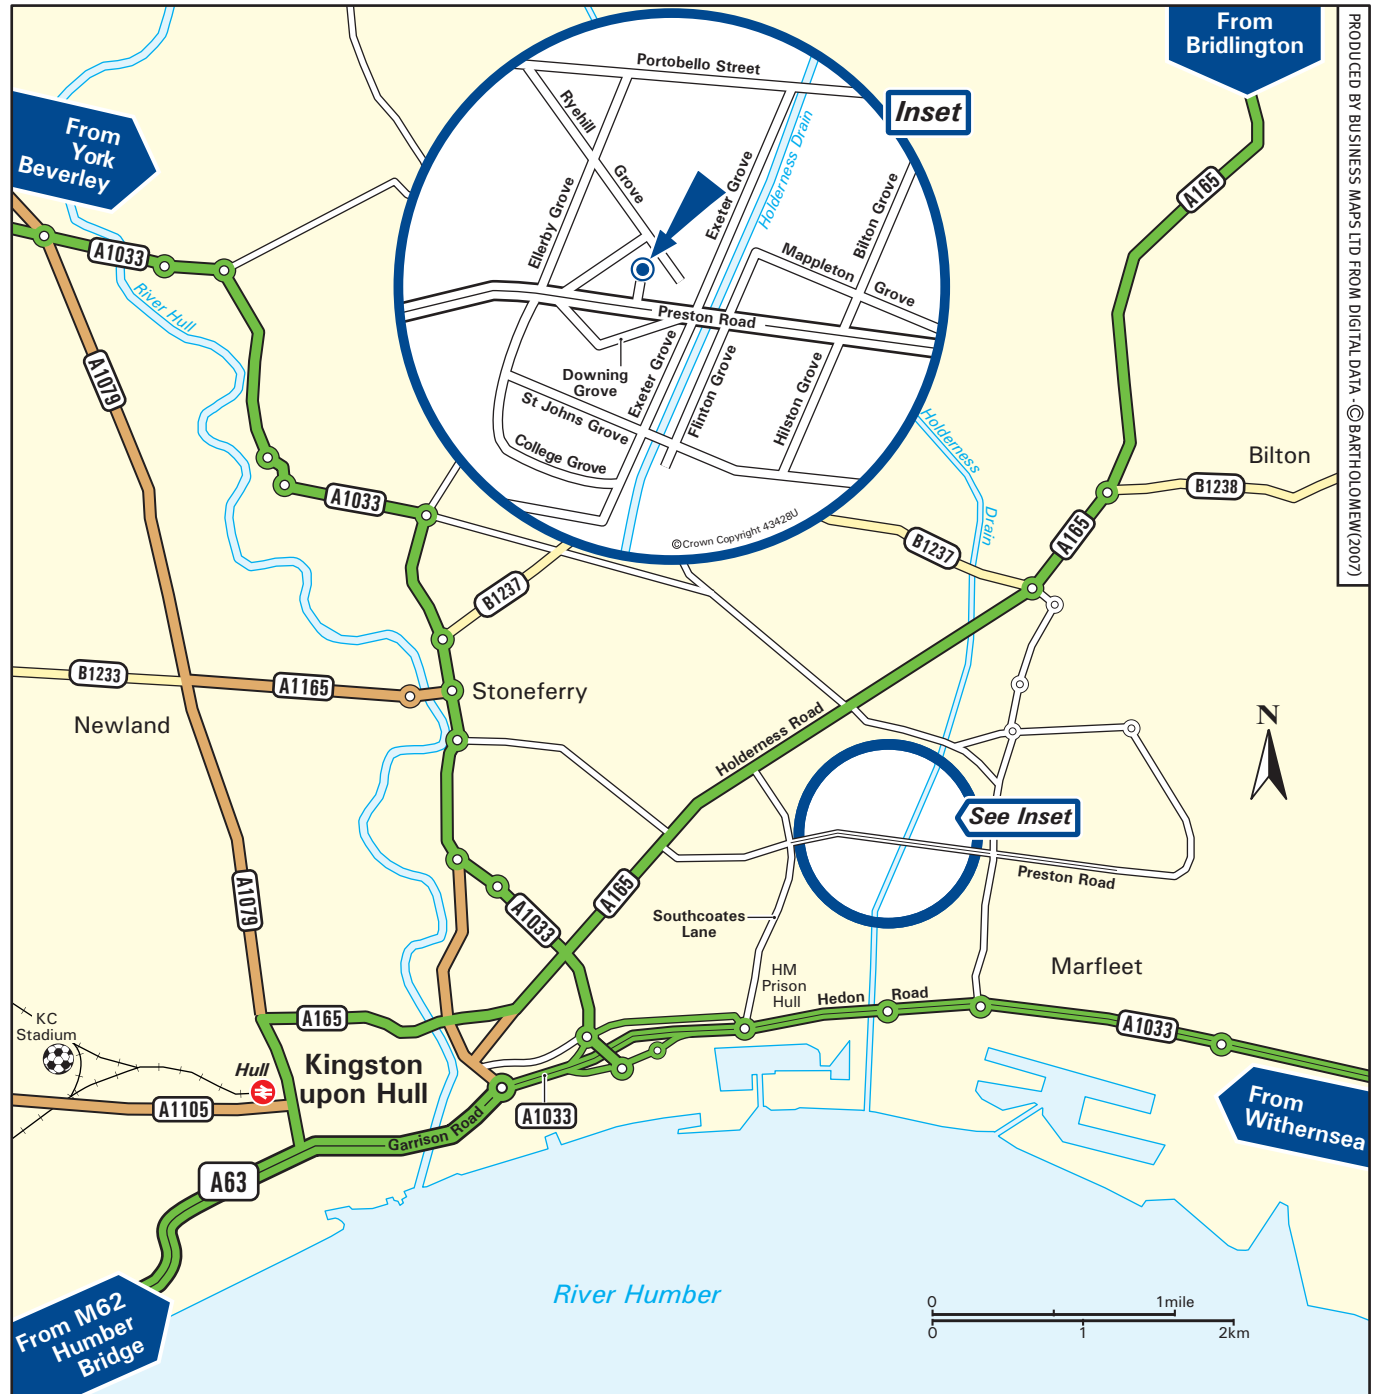 From
Bridlington
PRODUCED BY BUSINESS MAPS LTD FROM DIGITAL DATA - © BARTHOLOMEW(2007)
From
York
Beverley
Inset
Portobello Street
Ryehill
Grove
Ellerby Grove
Exeter Grove
Holderness Drain
Bilton Grove
Mappleton
Grove
Preston Road
Downing
Grove
Exeter Grove
Flinton Grove
Hilston Grove
St Johns Grove
College Grove
©Crown Copyright 43428U
A165
A1033
River Hull
A1079
A1033
Holderness
Drain
Bilton
B1238
A165
B1237
B1237
B1233
A1165
Stoneferry
Newland
Holderness Road
N
See Inset
Preston Road
A1079
A165
A1033
Southcoates
Lane
HM
Prison
Hull
Hedon
Road
Marfleet
A1033
KC
Stadium
A165
Hull
Kingston
upon Hull
A1105
A1033
Garrison Road
From
Withernsea
A63
From M62
Humber
Bridge
River Humber
0
1mile
0
1
2km